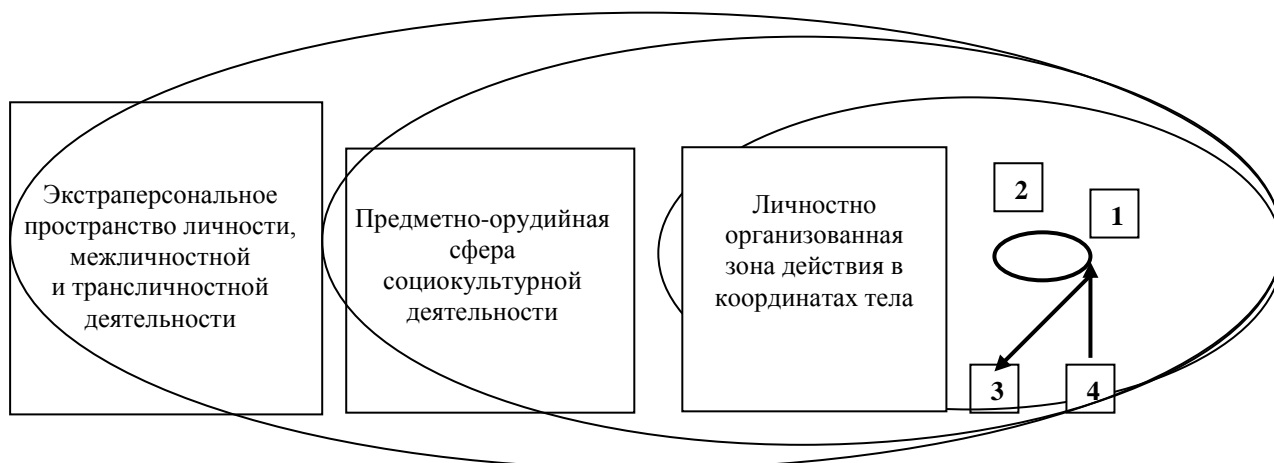 Экстраперсональное
пространство личности,
межличностной
и трансличностной
деятельности
Предметно-орудийная
сфера
социокультурной
деятельности
Личностно
организованная
зона действия в
координатах тела
2
1
3
4